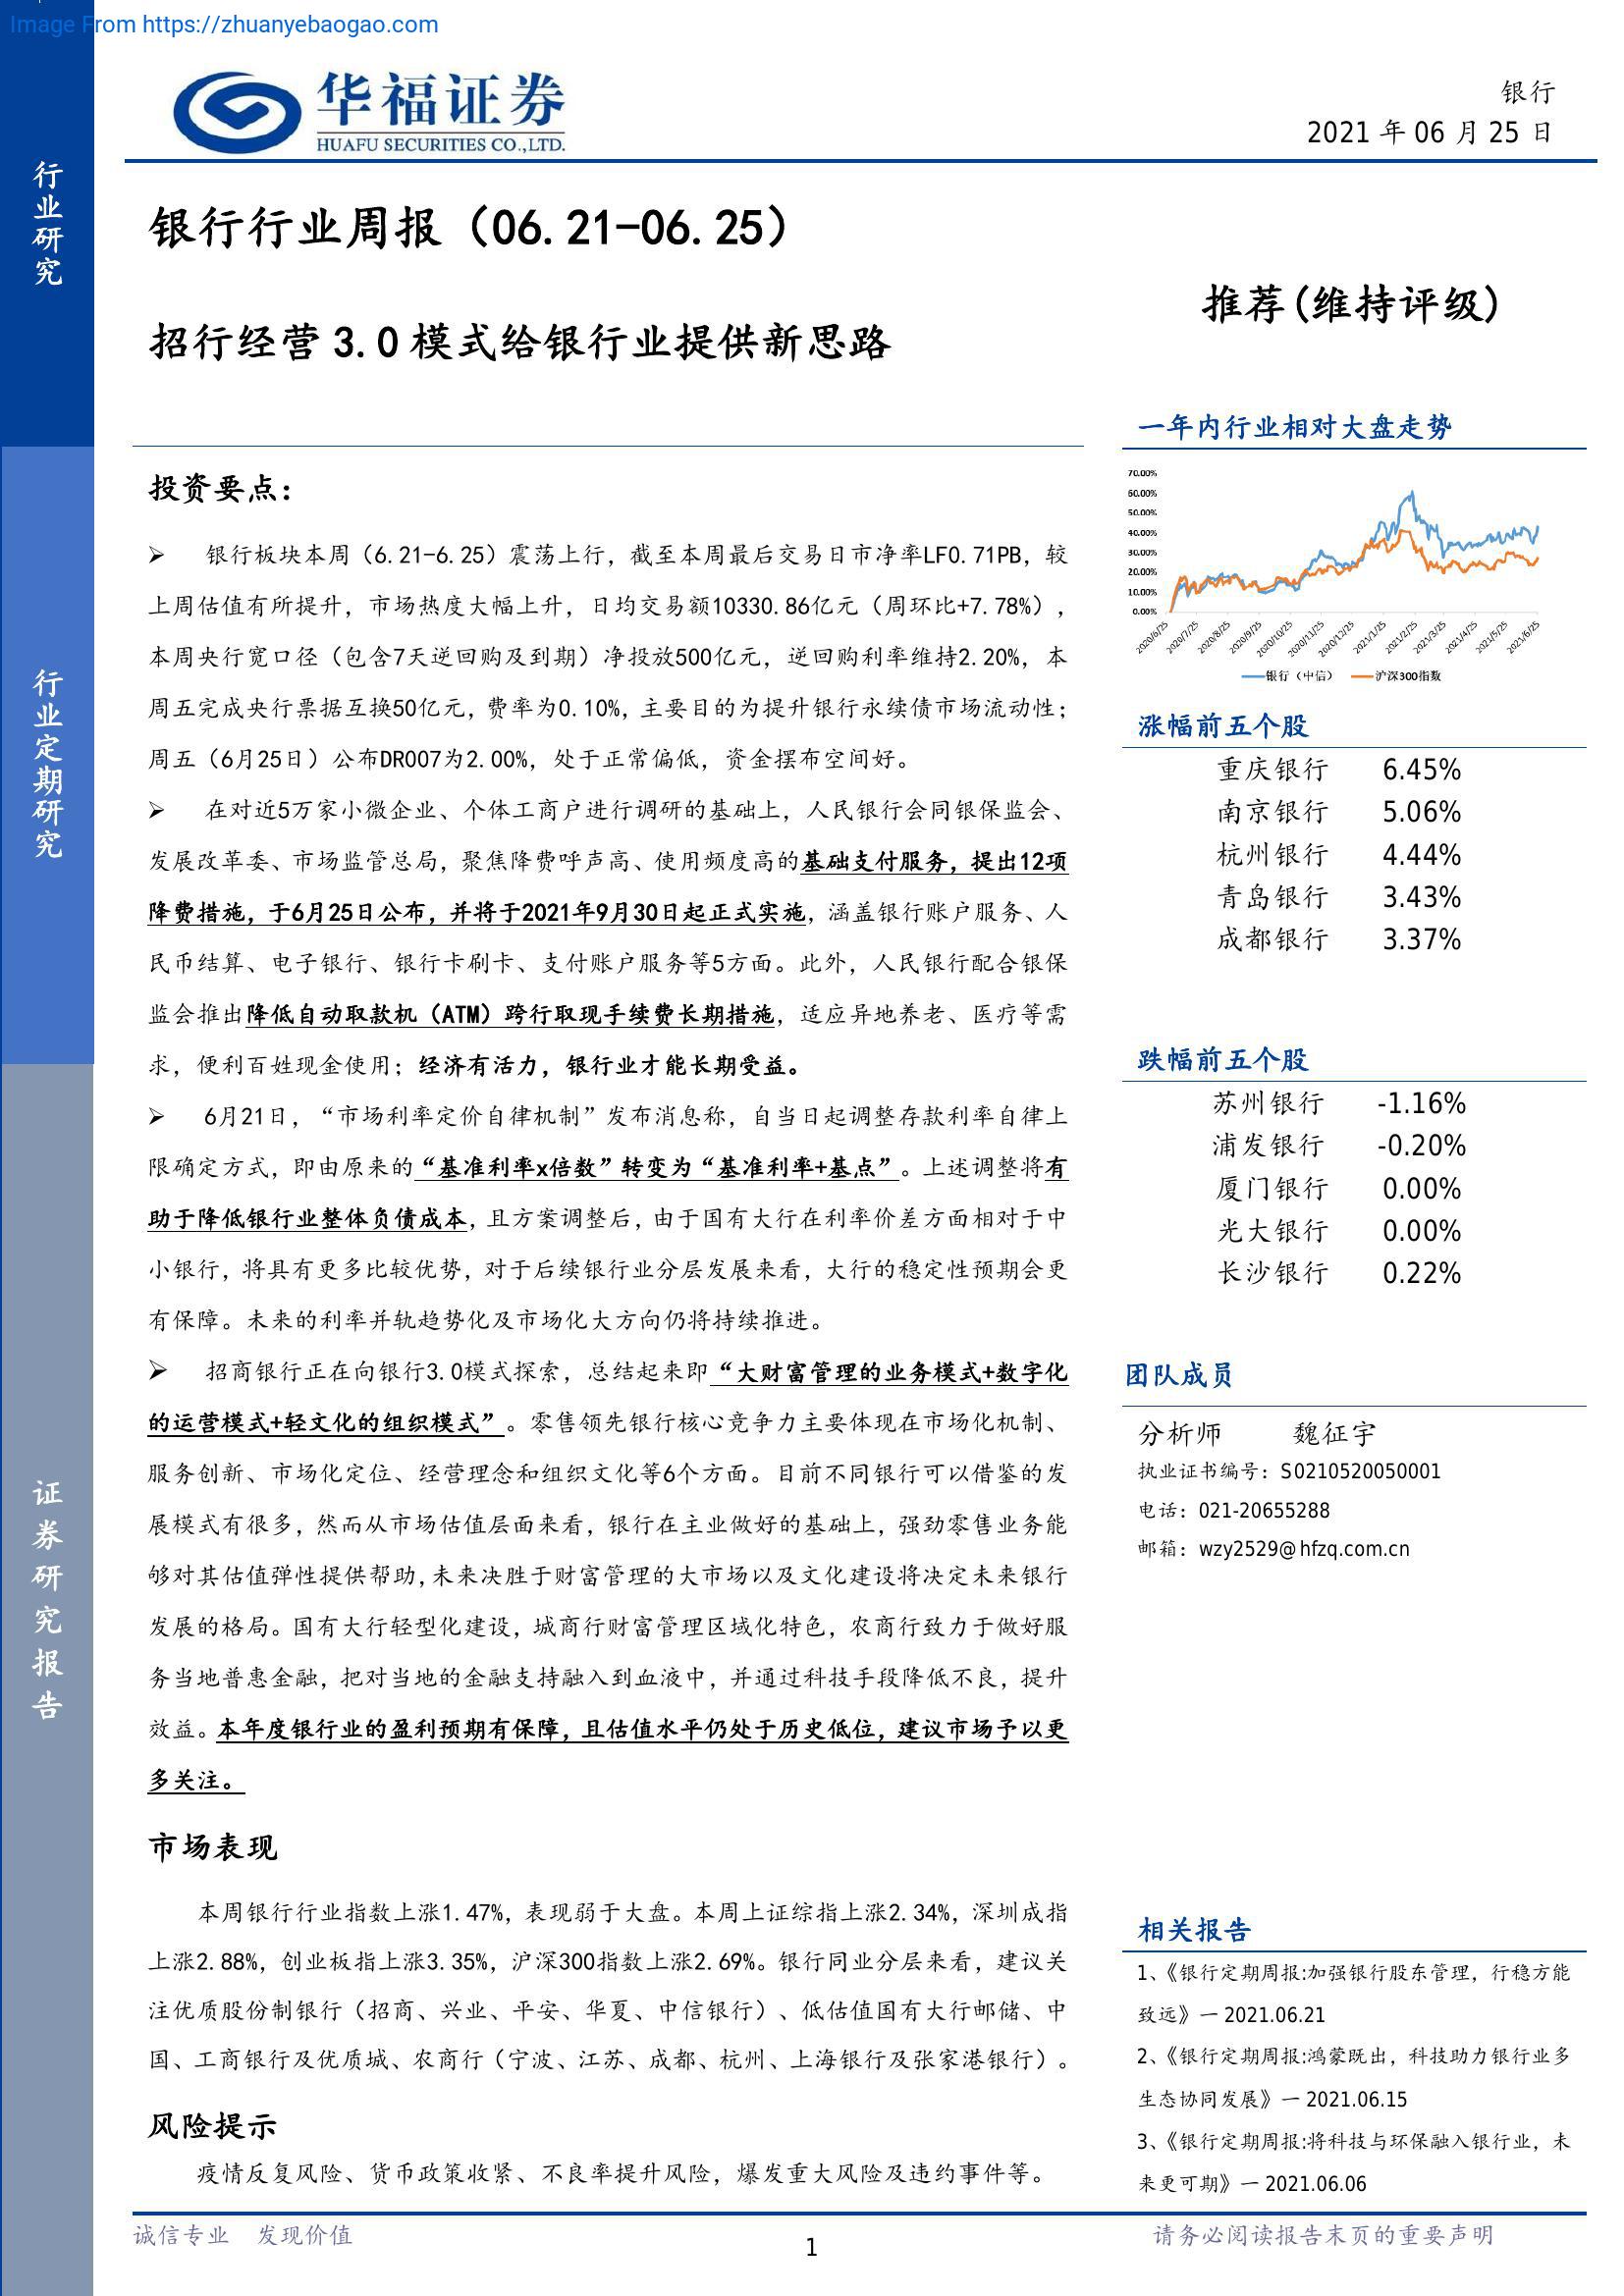 Image From https://zhuanyebaogao.com
华福证券
HUAFU SECURITIES CO.,LTD.
银行
2021 年 06 月 25 日
行业研究
行业定期研究
证券研究报告
银行行业周报（06.21-06.25）
招行经营 3.0 模式给银行业提供新思路
推荐(维持评级)
投资要点：
➢ 银行板块本周（6.21-6.25）震荡上行，截至本周最后交易日市净率LF0.71PB，较
上周估值有所提升，市场热度大幅上升，日均交易额10330.86亿元（周环比+7.78%），
本周央行宽口径（包含7天逆回购及到期）净投放500亿元，逆回购利率维持2.20%，本
周五完成央行票据互换50亿元，费率为0.10%，主要目的为提升银行永续债市场流动性；
周五（6月25日）公布DR007为2.00%，处于正常偏低，资金摆布空间好。
➢ 在对近5万家小微企业、个体工商户进行调研的基础上，人民银行会同银保监会、
发展改革委、市场监管总局，聚焦降费呼声高、使用频度高的基础支付服务，提出12项
降费措施，于6月25日公布，并将于2021年9月30日起正式实施，涵盖银行账户服务、人
民币结算、电子银行、银行卡刷卡、支付账户服务等5方面。此外，人民银行配合银保
监会推出降低自动取款机（ATM）跨行取现手续费长期措施，适应异地养老、医疗等需
求，便利百姓现金使用；经济有活力，银行业才能长期受益。
➢ 6月21日，“市场利率定价自律机制”发布消息称，自当日起调整存款利率自律上
限确定方式，即由原来的“基准利率x倍数”转变为“基准利率+基点”。上述调整将有
助于降低银行业整体负债成本，且方案调整后，由于国有大行在利率价差方面相对于中
小银行，将具有更多比较优势，对于后续银行业分层发展来看，大行的稳定性预期会更
有保障。未来的利率并轨趋势化及市场化大方向仍将持续推进。
➢ 招商银行正在向银行3.0模式探索，总结起来即“大财富管理的业务模式+数字化
的运营模式+轻文化的组织模式”。零售领先银行核心竞争力主要体现在市场化机制、
服务创新、市场化定位、经营理念和组织文化等6个方面。目前不同银行可以借鉴的发
展模式有很多，然而从市场估值层面来看，银行在主业做好的基础上，强劲零售业务能
够对其估值弹性提供帮助，未来决胜于财富管理的大市场以及文化建设将决定未来银行
发展的格局。国有大行轻型化建设，城商行财富管理区域化特色，农商行致力于做好服
务当地普惠金融，把对当地的金融支持融入到血液中，并通过科技手段降低不良，提升
效益。本年度银行业的盈利预期有保障，且估值水平仍处于历史低位，建议市场予以更
多关注。
市场表现
本周银行行业指数上涨1.47%，表现弱于大盘。本周上证综指上涨2.34%，深圳成指
上涨2.88%，创业板指上涨3.35%，沪深300指数上涨2.69%。银行同业分层来看，建议关
注优质股份制银行（招商、兴业、平安、华夏、中信银行）、低估值国有大行邮储、中
国、工商银行及优质城、农商行（宁波、江苏、成都、杭州、上海银行及张家港银行）。
风险提示
疫情反复风险、货币政策收紧、不良率提升风险，爆发重大风险及违约事件等。
一年内行业相对大盘走势
70.00%
60.00%
50.00%
40.00%
30.00%
20.00%
10.00%
0.00%
2020/6/25
2020/7/25
2020/8/25
2020/9/25
2020/10/25
2020/11/25
2020/12/25
2021/1/25
2021/2/25
2021/3/25
2021/4/25
2021/5/25
2021/6/25
银行（中信） 沪深300指数
涨幅前五个股
重庆银行 6.45%
南京银行 5.06%
杭州银行 4.44%
青岛银行 3.43%
成都银行 3.37%
跌幅前五个股
苏州银行 -1.16%
浦发银行 -0.20%
厦门银行 0.00%
光大银行 0.00%
长沙银行 0.22%
团队成员
分析师 魏征宇
执业证书编号：S0210520050001
电话：021-20655288
邮箱：wzy2529@hfzq.com.cn
相关报告
1、《银行定期周报:加强银行股东管理，行稳方能
致远》一 2021.06.21
2、《银行定期周报:鸿蒙既出，科技助力银行业多
生态协同发展》一 2021.06.15
3、《银行定期周报:将科技与环保融入银行业，未
来更可期》一 2021.06.06
诚信专业 发现价值
1
请务必阅读报告末页的重要声明